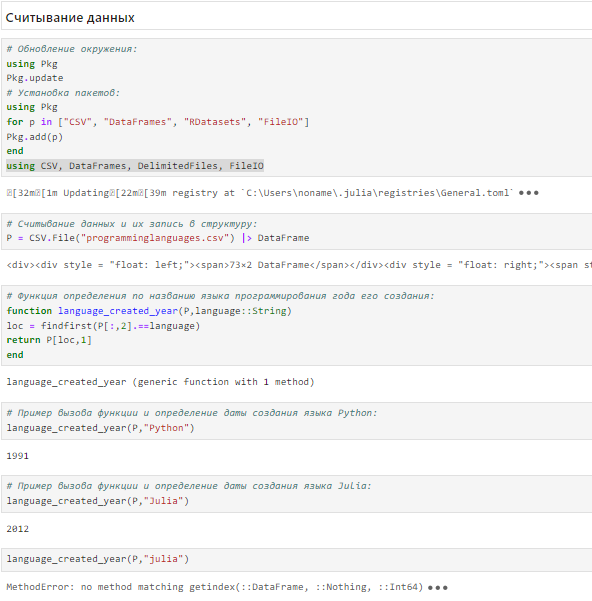 Считывание данных
# Обновление окружения:
using Pkg
Pkg.update
# Установка пакетов:
using Pkg
for p in ["CSV", "DataFrames", "RDatasets", "FileIO"]
Pkg.add(p)
end
using CSV, DataFrames, DelimitedFiles, FileIO
[32m[1m Updating[22m[39m registry at `C:\Users\noname\.julia\registries\General.toml` •••
# Считывание данных и их запись в структуру:
P = CSV.File("programminglanguages.csv") |> DataFrame
<div><div style = "float: left;"><span>73×2 DataFrame</span></div><div style = "float: right;"><span st
# Функция определения по названию языка программирования года его создания:
function language_created_year(P,language::String)
loc = findfirst(P[:,2].==language)
return P[loc,1]
end
language_created_year (generic function with 1 method)
# Пример вызова функции и определение даты создания языка Python:
language_created_year(P,"Python")
1991
# Пример вызова функции и определение даты создания языка Julia:
language_created_year(P,"Julia")
2012
language_created_year(P,"julia")
MethodError: no method matching getindex(::DataFrame, ::Nothing, ::Int64) •••